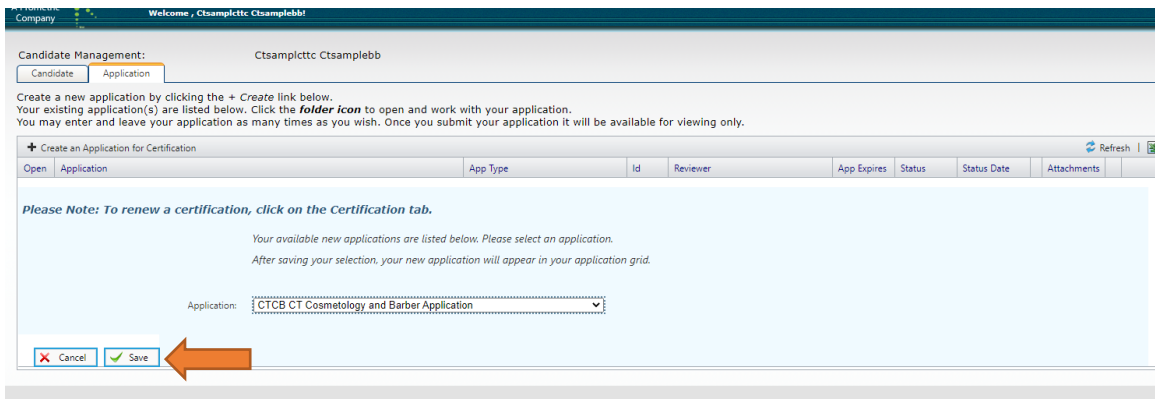 A Prometric
Company
Welcome , Ctsamplcttc Ctsamplebb!
Candidate Management: Ctsamplcttc Ctsamplebb
Candidate Application
Create a new application by clicking the + Create link below.
Your existing application(s) are listed below. Click the folder icon to open and work with your application.
You may enter and leave your application as many times as you wish. Once you submit your application it will be available for viewing only.
+ Create an Application for Certification Refresh |
Open Application App Type Id Reviewer App Expires Status Status Date Attachments
Please Note: To renew a certification, click on the Certification tab.
Your available new applications are listed below. Please select an application.
After saving your selection, your new application will appear in your application grid.
Application: CTCB CT Cosmetology and Barber Application
Cancel Save